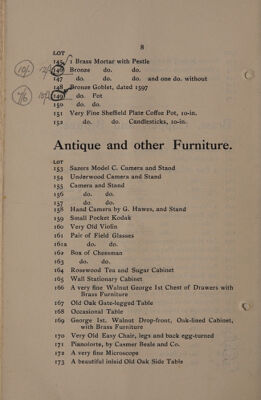 8
LOT
145 1 Brass Mortar with Pestle
10/- 12/- 146 Bronze do. do.
147 do. do. do. and one do. without
148 Bronze Goblet, dated 1597
7/6 149 do. Pot
150 do. do.
151 Very Fine Sheffield Plate Coffee Pot, 10-in.
152 do. do. Candlesticks, 10-in.
Antique and other Furniture.
LOT
153 Sazers Model C. Camera and Stand
154 Underwood Camera and Stand
155 Camera and Stand
156 do. do.
157 do. do.
158 Hand Camera by G. Hawes, and Stand
159 Small Pocket Kodak
160 Very Old Violin
161 Pair of Field Glasses
161a do. do.
162 Box of Chessman
163 do. do.
164 Rosewood Tea and Sugar Cabinet
165 Wall Stationary Cabinet
166 A very fine Walnut George 1st Chest of Drawers with
Brass Furniture
167 Old Oak Gate-legged Table
168 Occasional Table
169 George 1st. Walnut Drop-front, Oak-lined Cabinet,
with Brass Furniture
170 Very Old Easy Chair, legs and back egg-turned
171 Pianoforte, by Casmer Beale and Co.
172 A very fine Microscope
173 A beautiful inlaid Old Oak Side Table